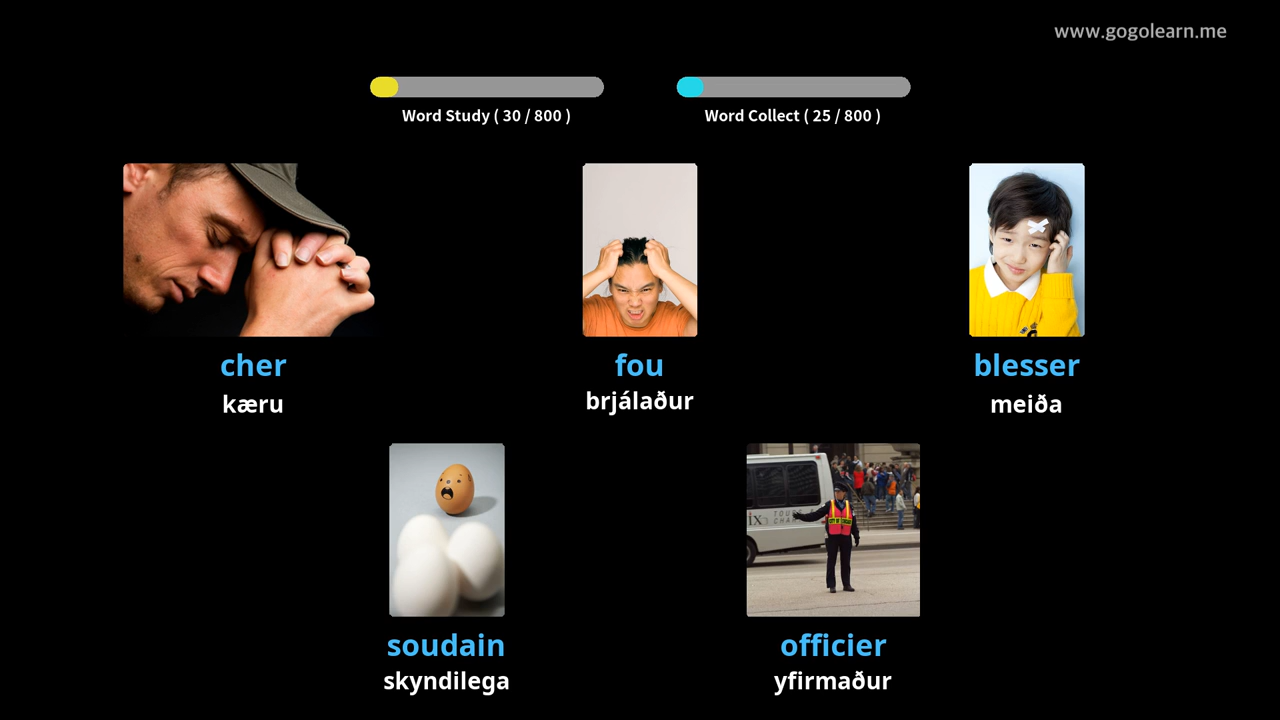 www.gogolearn.me
Word Study ( 30 / 800 )
Word Collect ( 25 / 800 )
cher
kæru
fou
brjálaður
blesser
meiða
soudain
skyndilega
officier
yfirmaður